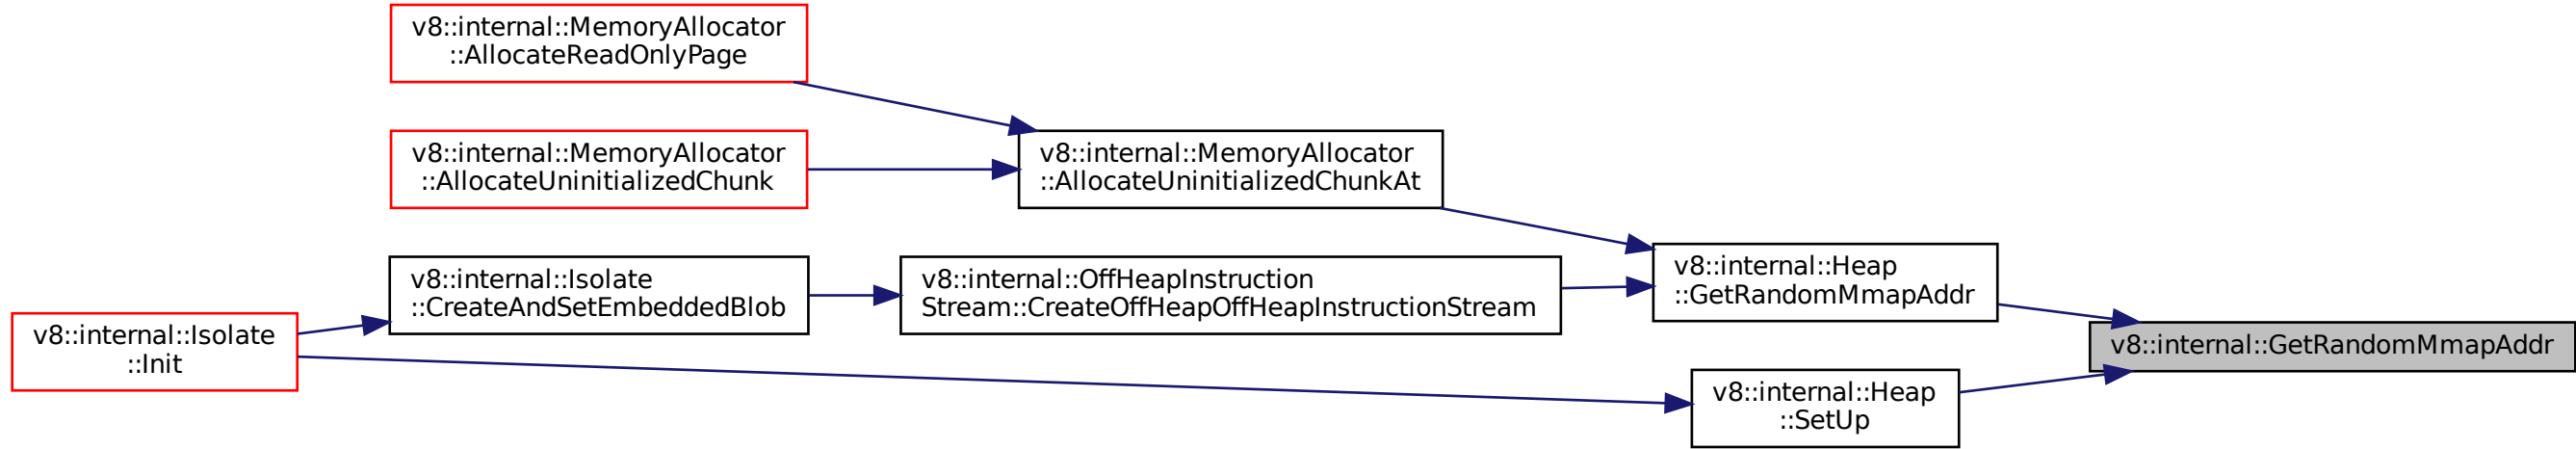 v8::internal::MemoryAllocator
::AllocateReadOnlyPage
v8::internal::MemoryAllocator
::AllocateUninitializedChunk
v8::internal::MemoryAllocator
::AllocateUninitializedChunkAt
v8::internal::Isolate
::CreateAndSetEmbeddedBlob
v8::internal::OffHeapInstruction
Stream::CreateOffHeapOffHeapInstructionStream
v8::internal::Heap
::GetRandomMmapAddr
v8::internal::Isolate
::Init
v8::internal::GetRandomMmapAddr
v8::internal::Heap
::SetUp